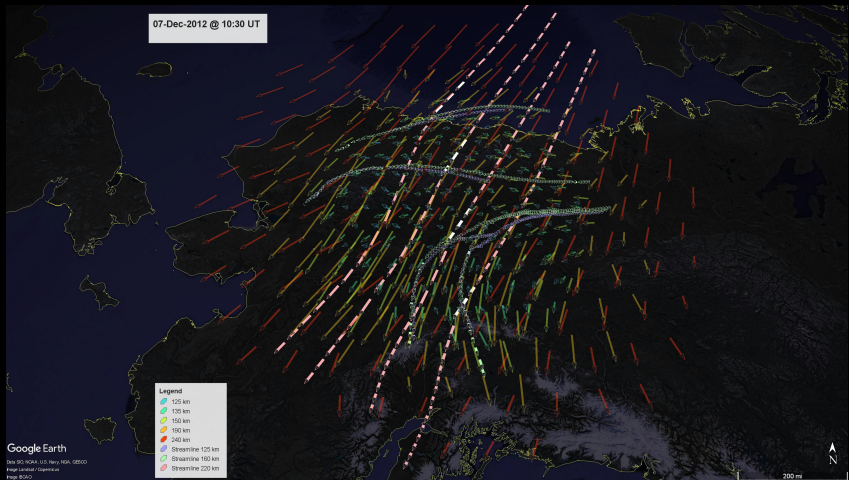 07-Dec-2012 @ 10:30 UT
Legend
125 km
135 km
150 km
190 km
240 km
Streamline 125 km
Streamline 160 km
Streamline 220 km
Google Earth
Data SIO, NOAA, U.S. Navy, NGA, GEBCO
Image Landsat / Copernicus
Image IBCAO
N
200 mi